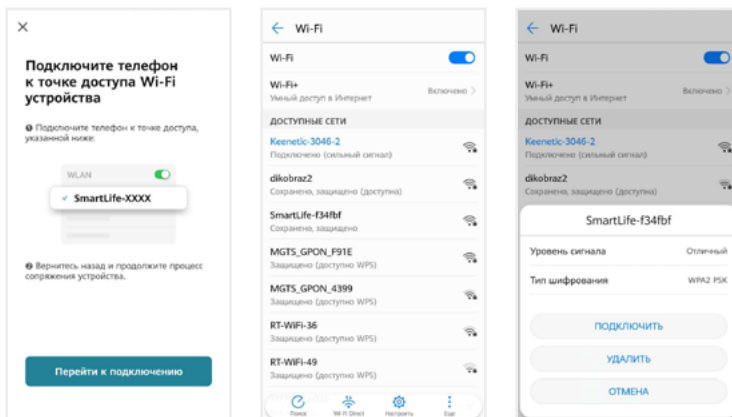 Подключите телефон
к точке доступа Wi-Fi
устройства
❶ Подключите телефон к точке доступа,
указанной ниже:
WLAN
SmartLife-XXXX
❷ Вернитесь назад и продолжите процесс
сопряжения устройства.
Перейти к подключению
Wi-Fi
Wi-Fi
Wi-Fi+
Умный доступ в Интернет
Включено
ДОСТУПНЫЕ СЕТИ
Keenetic-3046-2
Подключено (сильный сигнал)
dikobraz2
Сохранено, защищено (доступна)
SmartLife-f34fbf
Сохранено, защищено
MGTS_GPON_F91E
Защищено (доступно WPS)
MGTS_GPON_4399
Защищено (доступно WPS)
RT-WiFi-36
Защищено (доступно WPS)
RT-WiFi-49
Защищено (доступно WPS)
Поиск
Wi-Fi Direct
Настроить
Еще
Wi-Fi
Wi-Fi
Wi-Fi+
Умный доступ в Интернет
Включено
ДОСТУПНЫЕ СЕТИ
Keenetic-3046-2
Подключено (сильный сигнал)
dikobraz2
Сохранено, защищено (доступна)
SmartLife-f34fbf
Уровень сигнала
Отличный
Тип шифрования
WPA2 PSK
ПОДКЛЮЧИТЬ
УДАЛИТЬ
ОТМЕНА